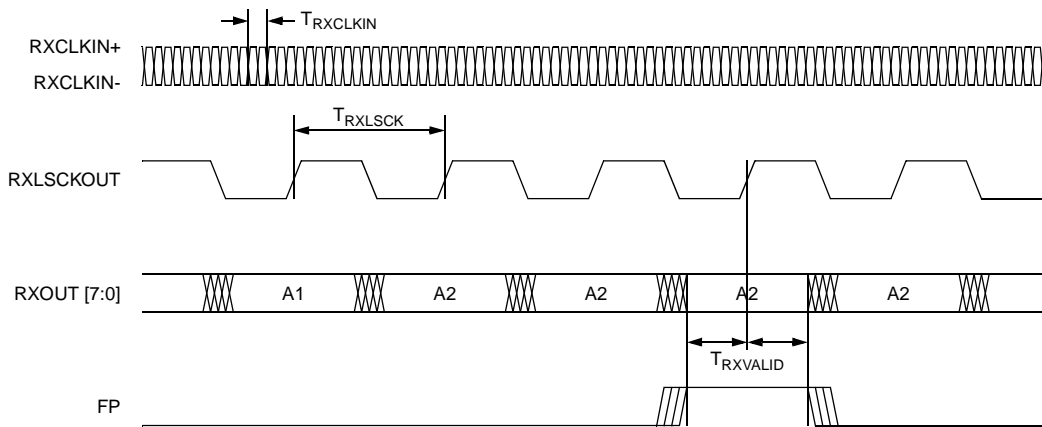 TRXCLKIN
RXCLKIN+
RXCLKIN-
TRXLSCK
RXLSCKOUT
RXOUT [7:0] A1 A2 A2 A2 A2
TRXVALID
FP